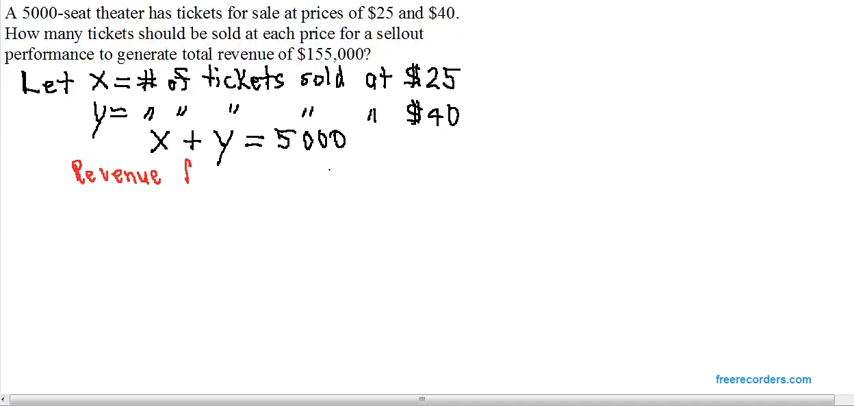 A 5000-seat theater has tickets for sale at prices of $25 and $40.
How many tickets should be sold at each price for a sellout
performance to generate total revenue of $155,000?
Let x = # of tickets sold at $25
y = " " " " " $40
x + y = 5000
Revenue f
freerecorders.com